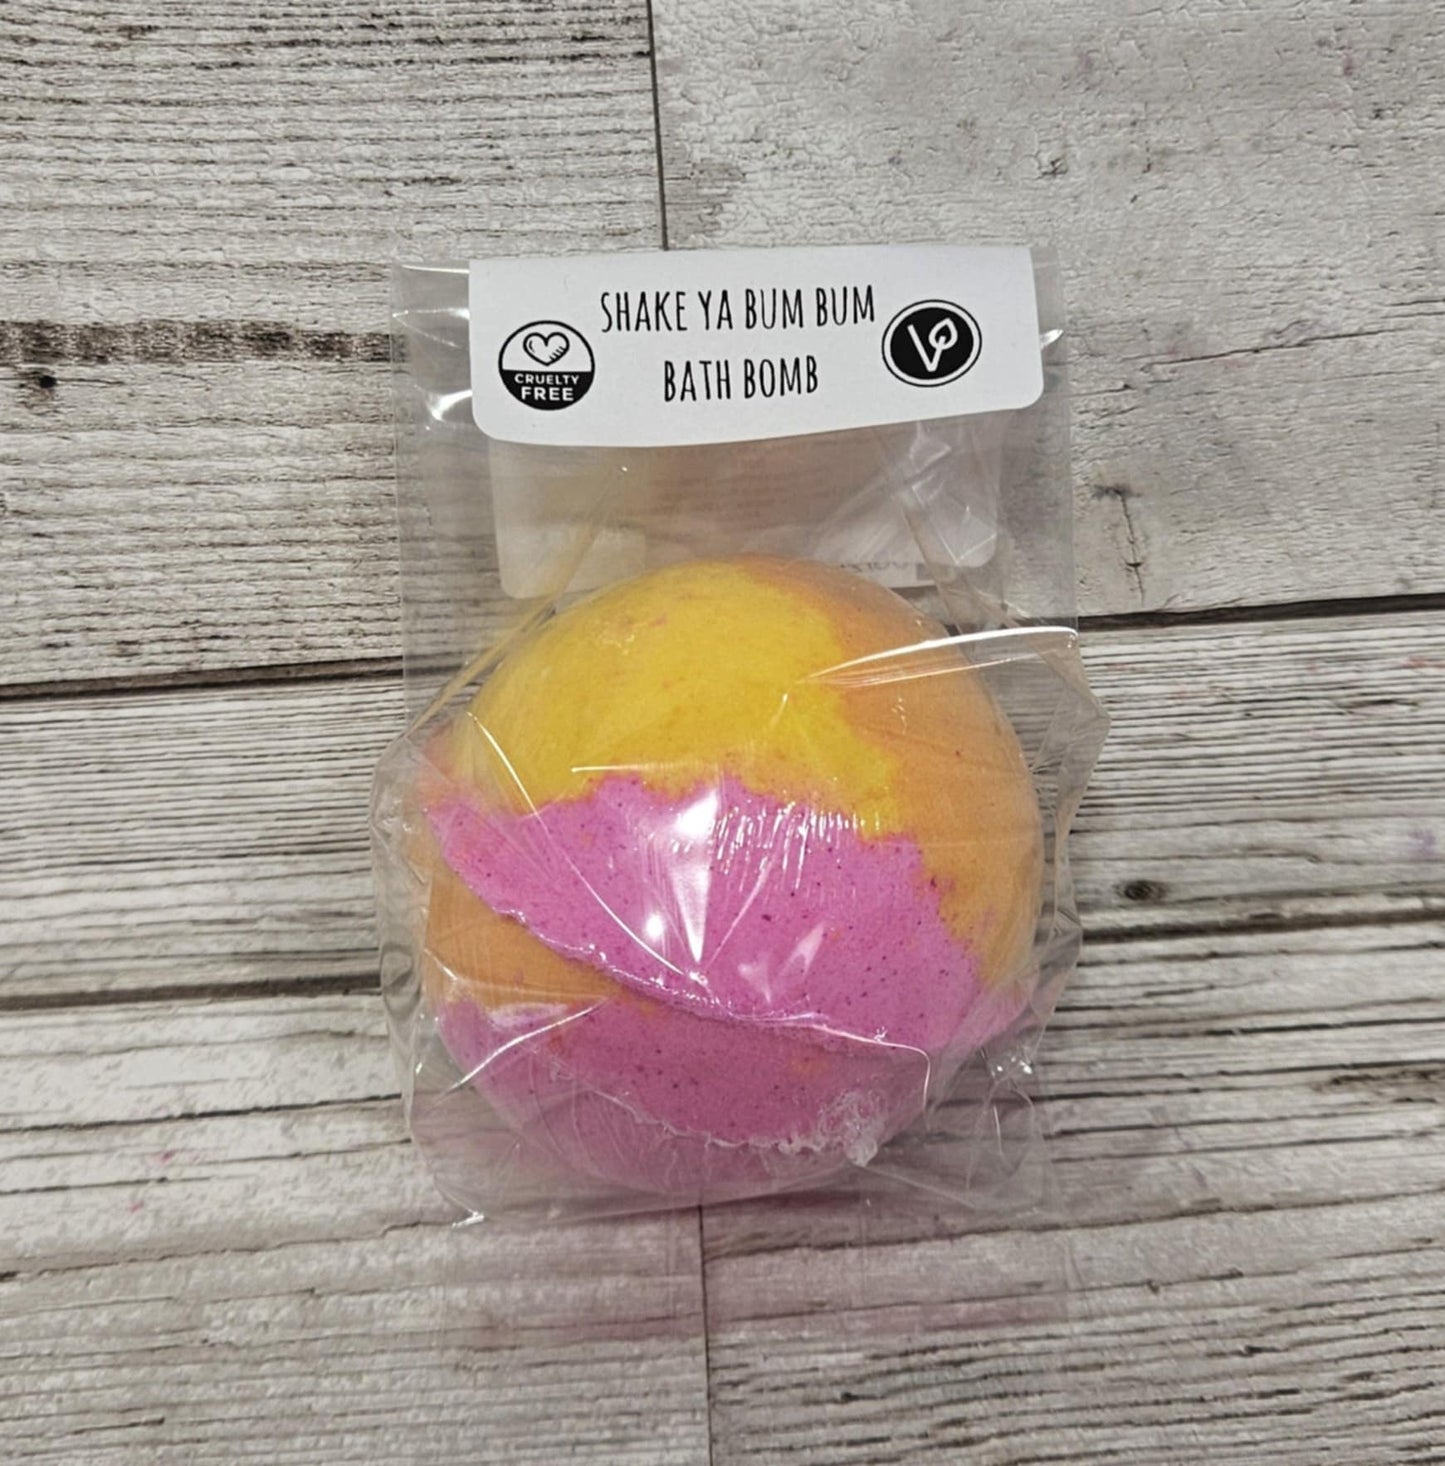 SHAKE YA BUM BUM
BATH BOMB
CRUELTY
FREE
V